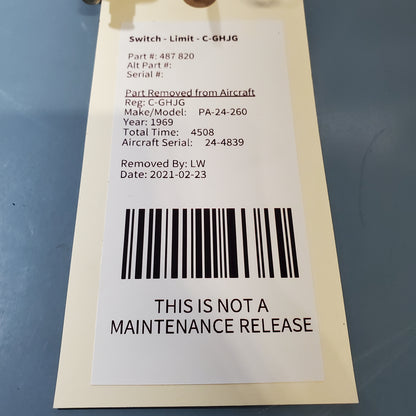 Switch - Limit - C-GHJG
Part #: 487 820
Alt Part #:
Serial #:
Part Removed from Aircraft
Reg: C-GHJG
Make/Model: PA-24-260
Year: 1969
Total Time: 4508
Aircraft Serial: 24-4839
Removed By: LW
Date: 2021-02-23
THIS IS NOT A
MAINTENANCE RELEASE